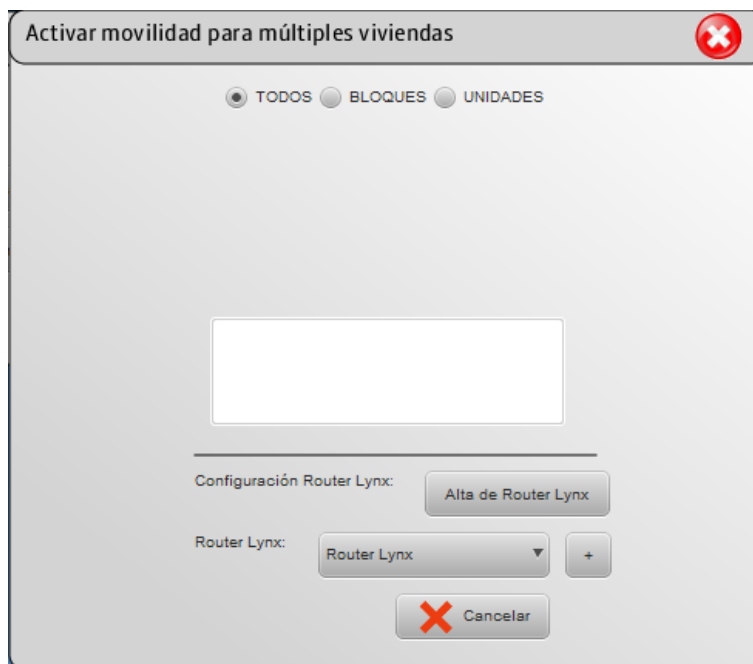 Activar movilidad para múltiples viviendas
TODOS BLOQUES UNIDADES
Configuración Router Lynx: Alta de Router Lynx
Router Lynx: Router Lynx +
Cancelar